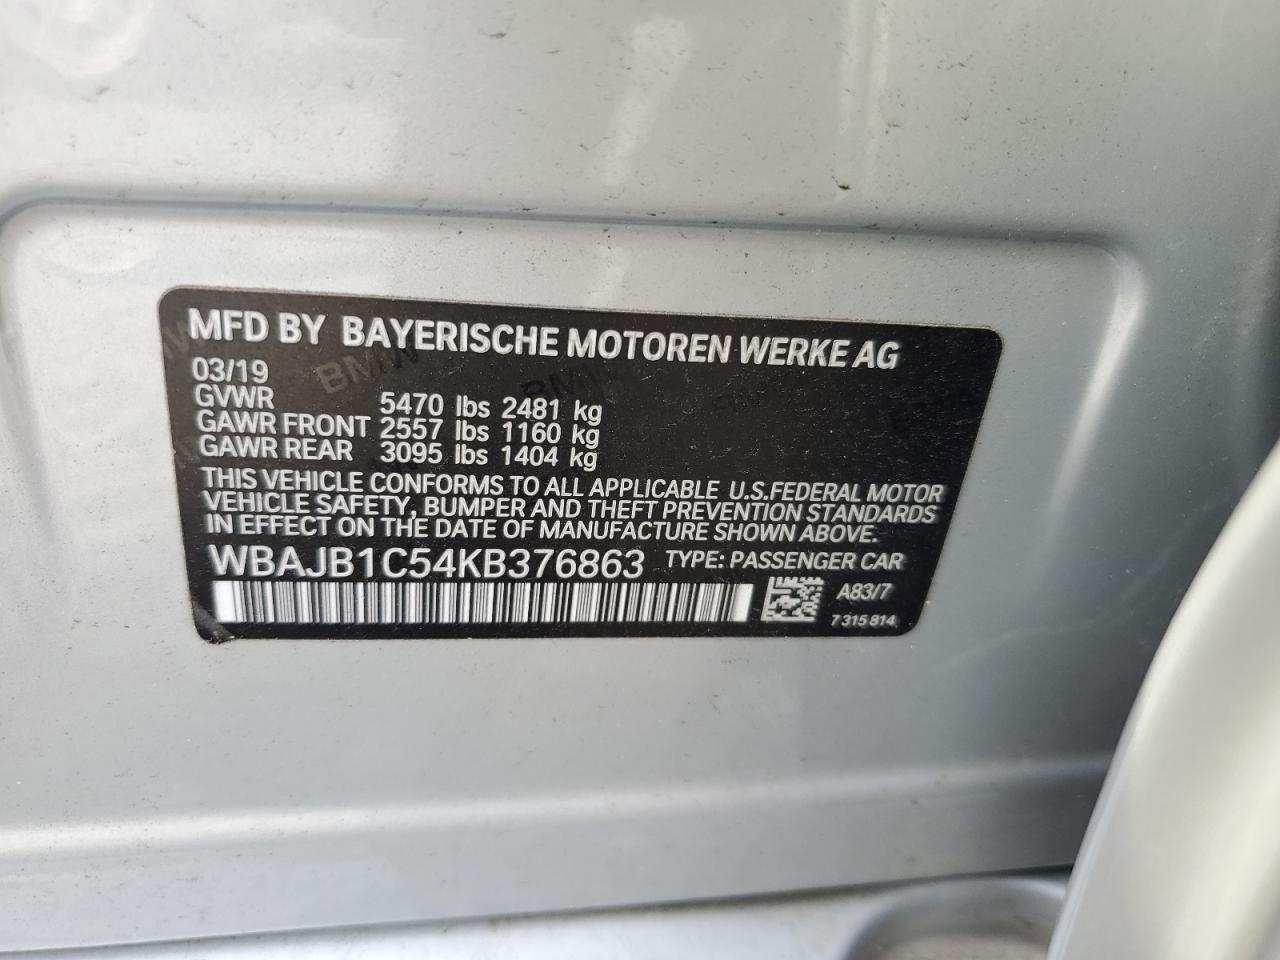 MFD BY BAYERISCHE MOTOREN WERKE AG
03/19
GVWR 5470 lbs 2481 kg
GAWR FRONT 2557 lbs 1160 kg
GAWR REAR 3095 lbs 1404 kg
THIS VEHICLE CONFORMS TO ALL APPLICABLE U.S.FEDERAL MOTOR
VEHICLE SAFETY, BUMPER AND THEFT PREVENTION STANDARDS
IN EFFECT ON THE DATE OF MANUFACTURE SHOWN ABOVE.
WBAJB1C54KB376863 TYPE: PASSENGER CAR
A83/7
7 315 814
BMW
BMW